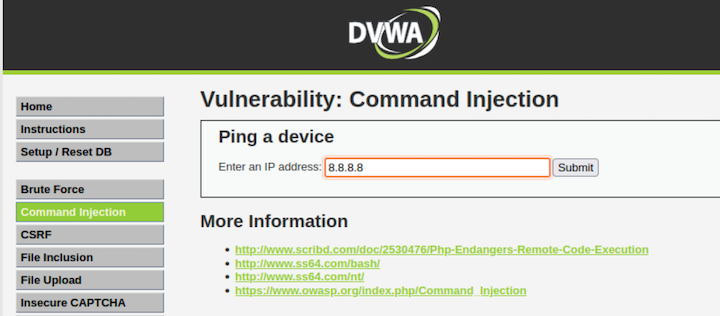 DVWA
Home
Instructions
Setup / Reset DB
Brute Force
Command Injection
CSRF
File Inclusion
File Upload
Insecure CAPTCHA
Vulnerability: Command Injection
Ping a device
Enter an IP address: 8.8.8.8 Submit
More Information
http://www.scribd.com/doc/2530476/Php-Endangers-Remote-Code-Execution
http://www.ss64.com/bash/
http://www.ss64.com/nt/
https://www.owasp.org/index.php/Command_Injection